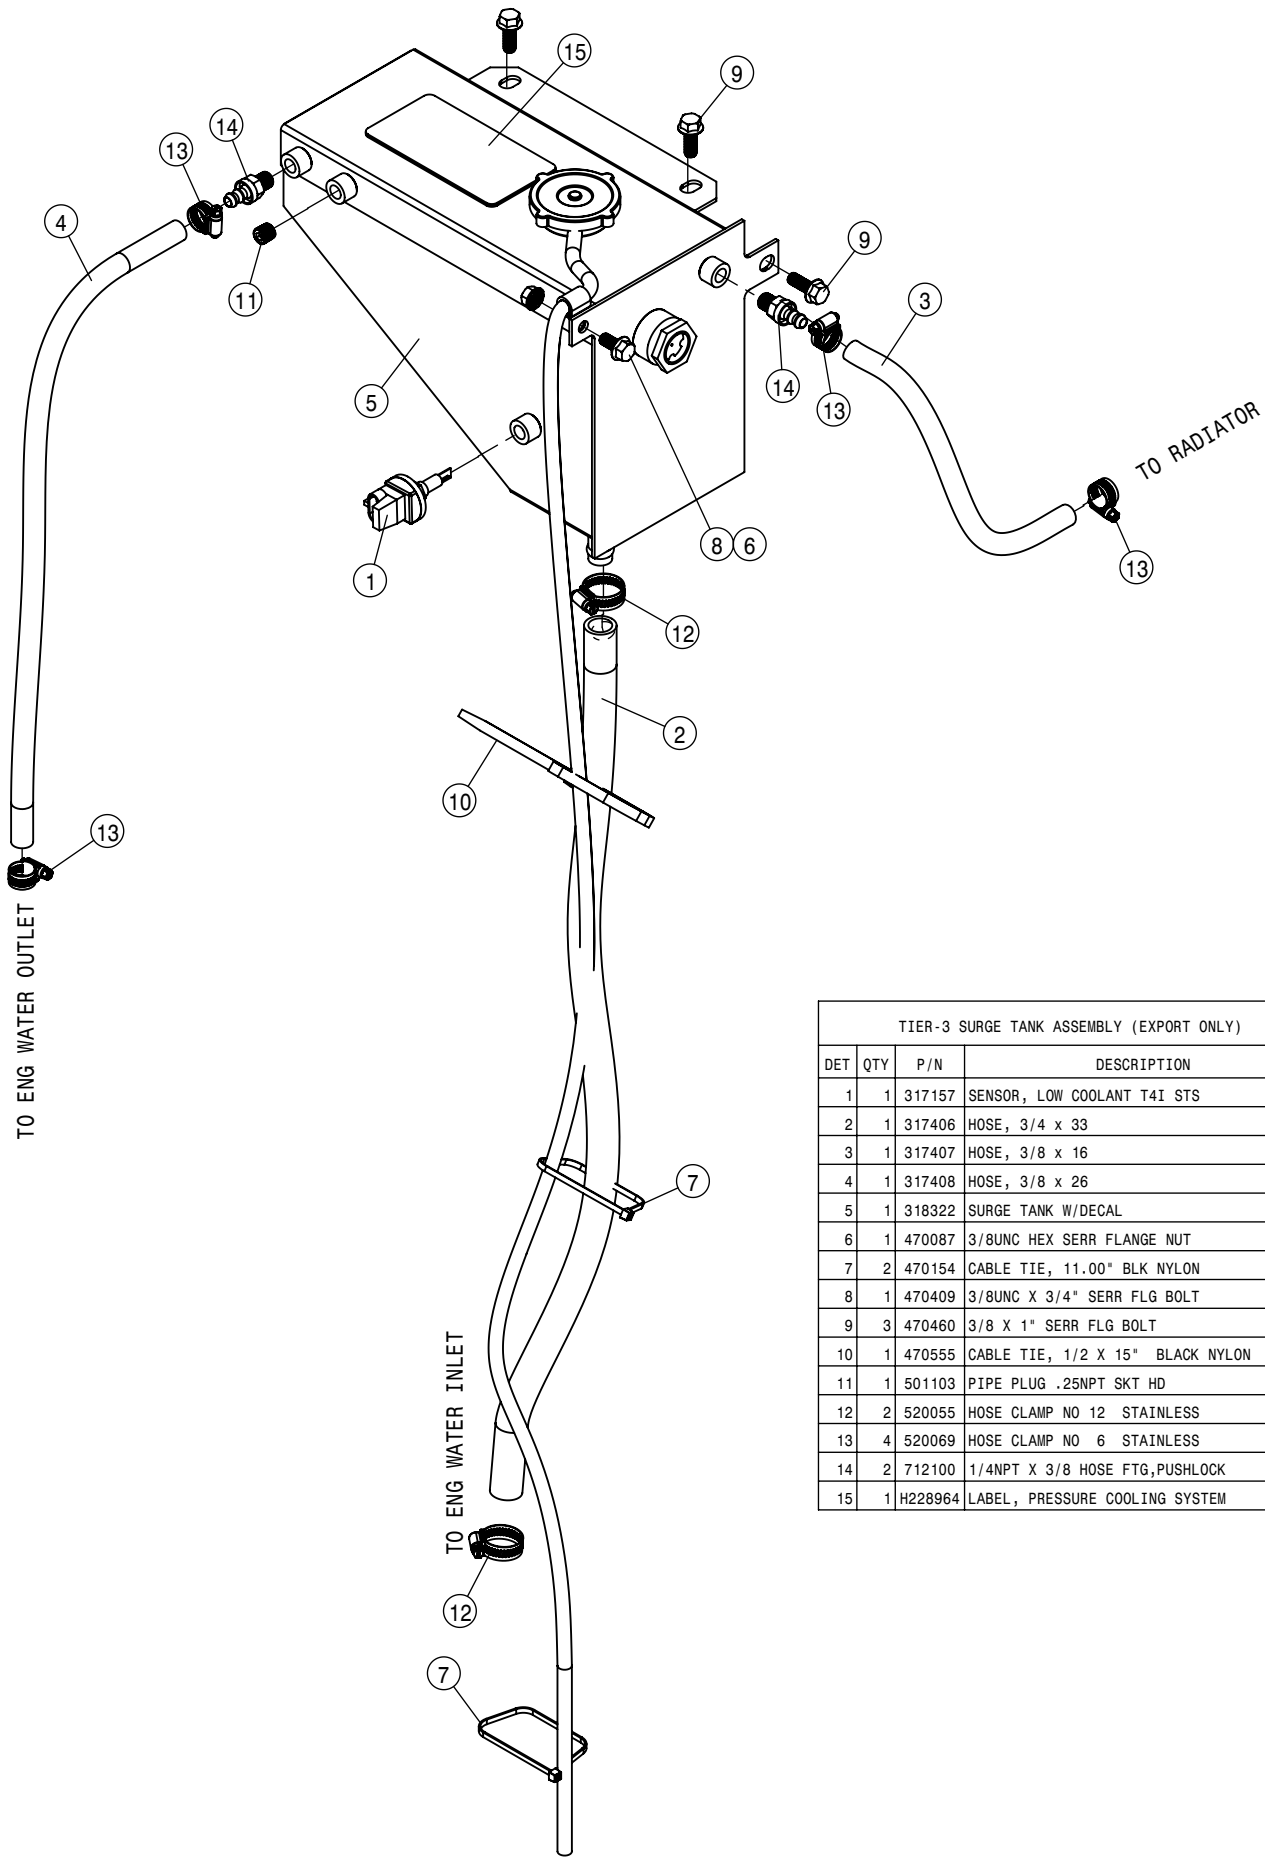 15
9
14
13
4
11
9
3
5
14
13
TO RADIATOR
1
8 6
13
12
2
10
13
TO ENG WATER OUTLET
TIER-3 SURGE TANK ASSEMBLY (EXPORT ONLY)
DET QTY P/N DESCRIPTION
1 1 317157 SENSOR, LOW COOLANT T4I STS
2 1 317406 HOSE, 3/4 x 33
3 1 317407 HOSE, 3/8 x 16
4 1 317408 HOSE, 3/8 x 26
5 1 318322 SURGE TANK W/DECAL
6 1 470087 3/8UNC HEX SERR FLANGE NUT
7 2 470154 CABLE TIE, 11.00" BLK NYLON
8 1 470409 3/8UNC X 3/4" SERR FLG BOLT
9 3 470460 3/8 X 1" SERR FLG BOLT
10 1 470555 CABLE TIE, 1/2 X 15" BLACK NYLON
11 1 501103 PIPE PLUG .25NPT SKT HD
12 2 520055 HOSE CLAMP NO 12 STAINLESS
13 4 520069 HOSE CLAMP NO 6 STAINLESS
14 2 712100 1/4NPT X 3/8 HOSE FTG,PUSHLOCK
15 1 H228964 LABEL, PRESSURE COOLING SYSTEM
7
TO ENG WATER INLET
12
7